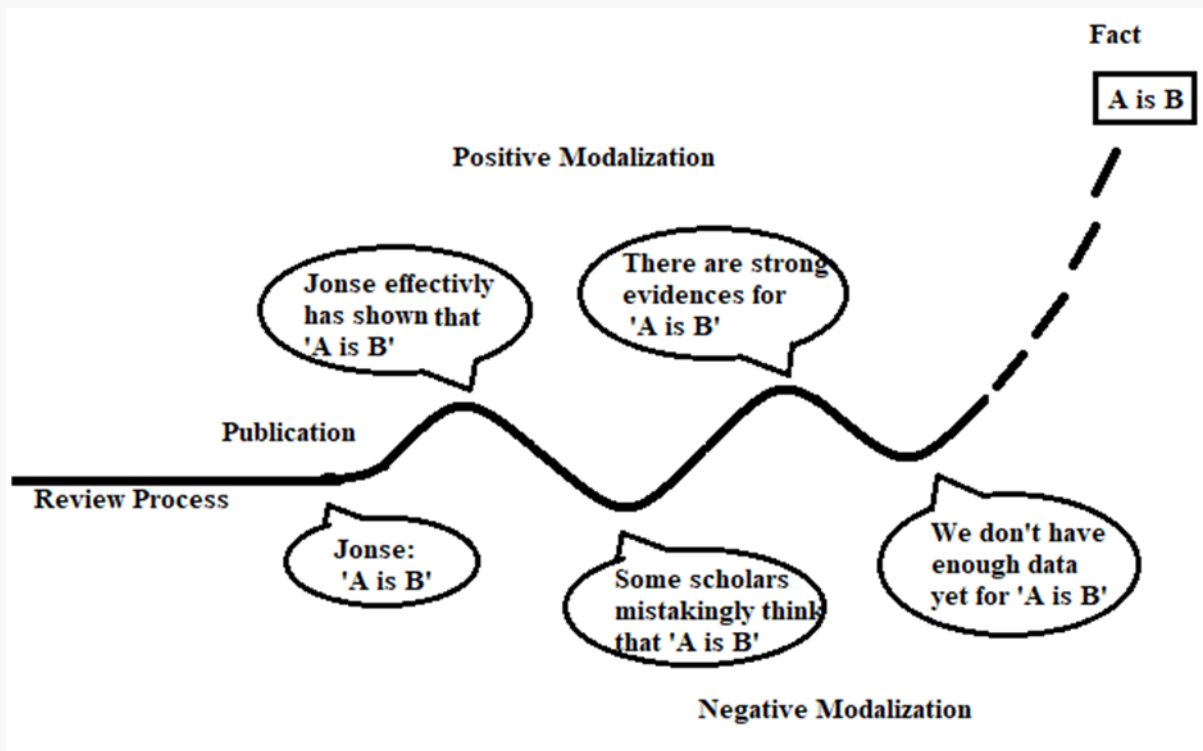 Fact
A is B
Positive Modalization
Jonse effectivly
has shown that
'A is B'
There are strong
evidences for
'A is B'
Publication
Review Process
Jonse:
'A is B'
Some scholars
mistakingly think
that 'A is B'
We don't have
enough data
yet for 'A is B'
Negative Modalization